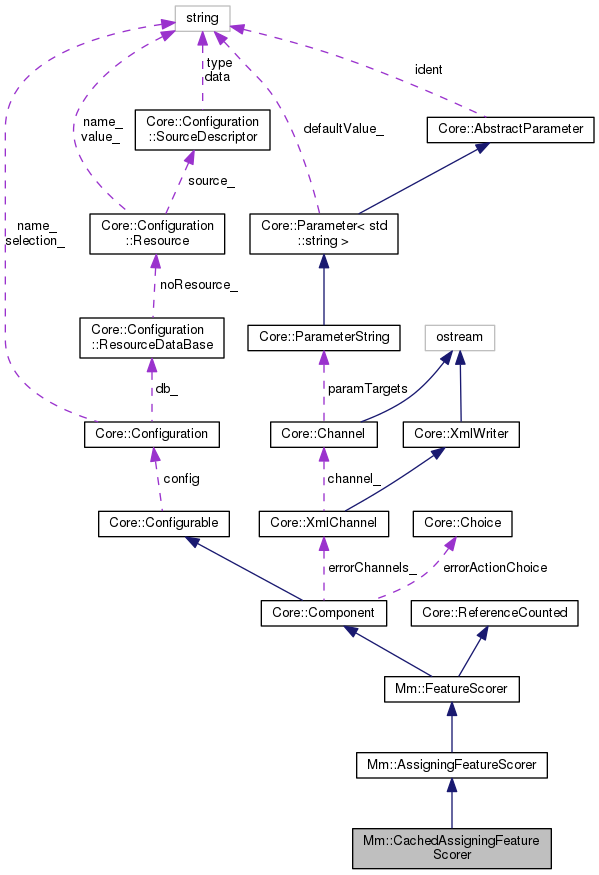 string
type
data
ident
Core::Configuration
::SourceDescriptor
name_
value_
defaultValue_
Core::AbstractParameter
source_
Core::Configuration
::Resource
Core::Parameter< std
::string >
name_
selection_
noResource_
Core::Configuration
::ResourceDataBase
Core::ParameterString
ostream
db_
paramTargets
Core::Configuration
Core::Channel
Core::XmlWriter
config
channel_
Core::Configurable
Core::XmlChannel
Core::Choice
errorChannels_
errorActionChoice
Core::Component
Core::ReferenceCounted
Mm::FeatureScorer
Mm::AssigningFeatureScorer
Mm::CachedAssigningFeature
Scorer